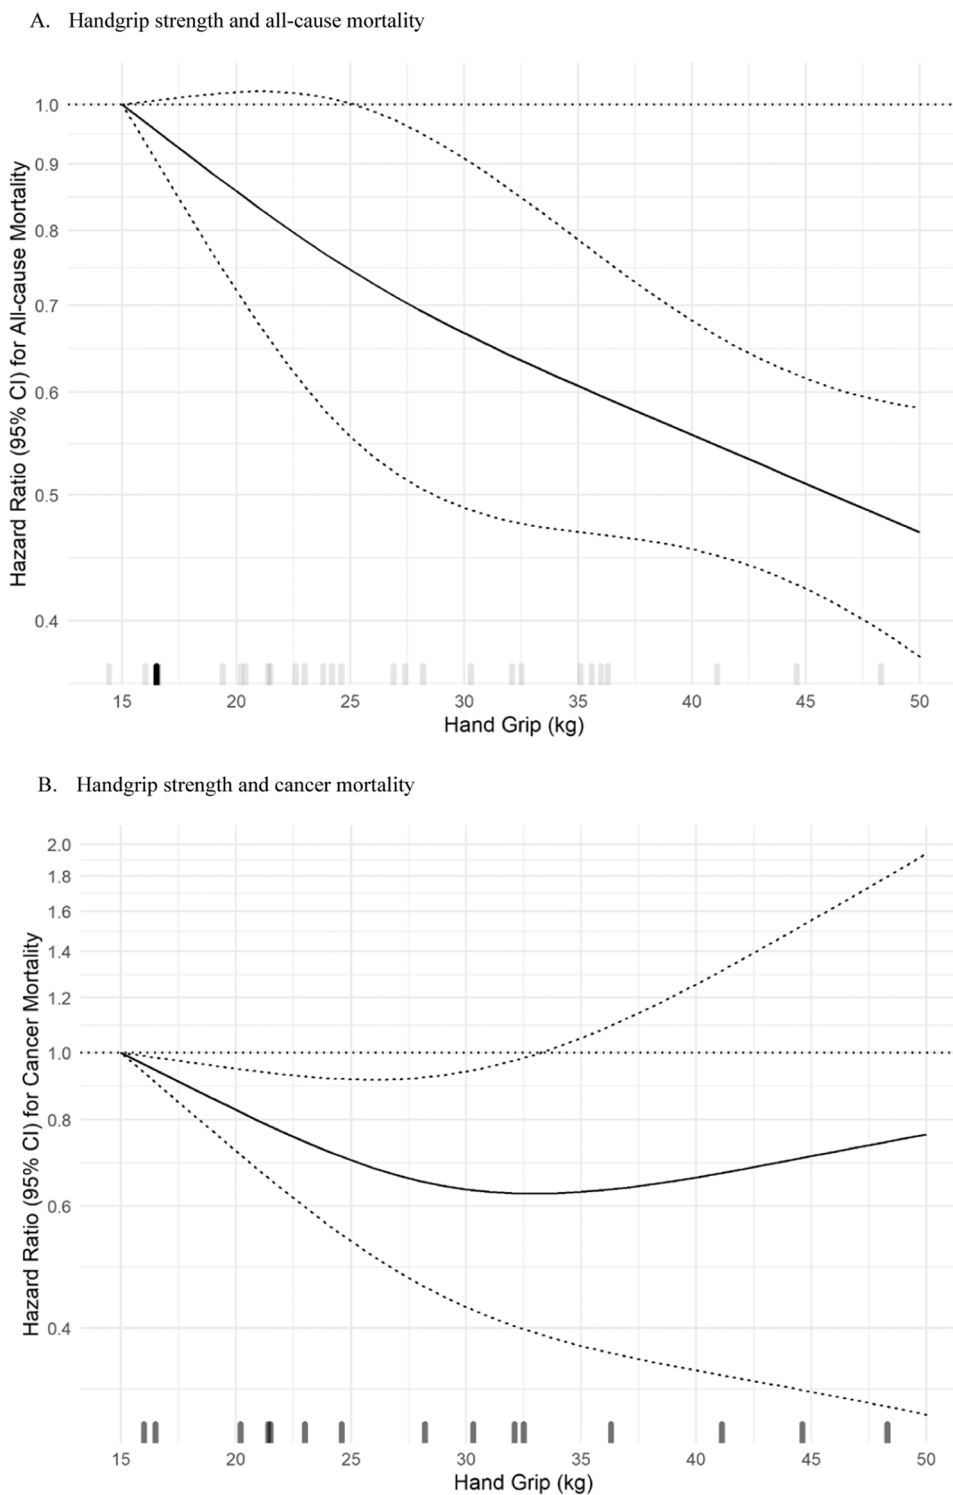 A. Handgrip strength and all-cause mortality
Hazard Ratio (95% CI) for All-cause Mortality
1.0
0.9
0.8
0.7
0.6
0.5
0.4
15 20 25 30 35 40 45 50
Hand Grip (kg)
B. Handgrip strength and cancer mortality
Hazard Ratio (95% CI) for Cancer Mortality
2.0
1.8
1.6
1.4
1.2
1.0
0.8
0.6
0.4
15 20 25 30 35 40 45 50
Hand Grip (kg)